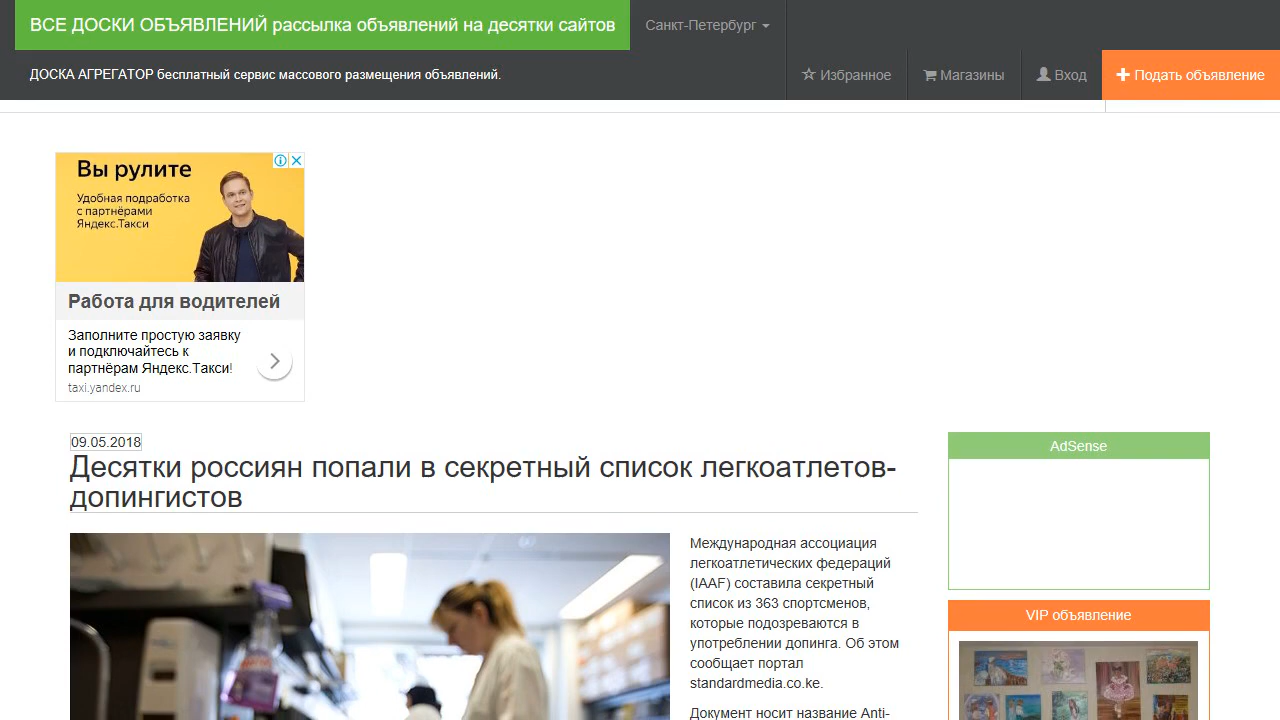 ВСЕ ДОСКИ ОБЪЯВЛЕНИЙ рассылка объявлений на десятки сайтов
Санкт-Петербург
ДОСКА АГРЕГАТОР бесплатный сервис массового размещения объявлений.
Избранное
Магазины
Вход
Подать объявление
Вы рулите
Удобная подработка
с партнёрами
Яндекс.Такси
Работа для водителей
Заполните простую заявку
и подключайтесь к
партнёрам Яндекс.Такси!
taxi.yandex.ru
09.05.2018
Десятки россиян попали в секретный список легкоатлетов-
допингистов
Международная ассоциация
легкоатлетических федераций
(IAAF) составила секретный
список из 363 спортсменов,
которые подозреваются в
употреблении допинга. Об этом
сообщает портал
standardmedia.co.ke.
Документ носит название Anti-
AdSense
VIP объявление